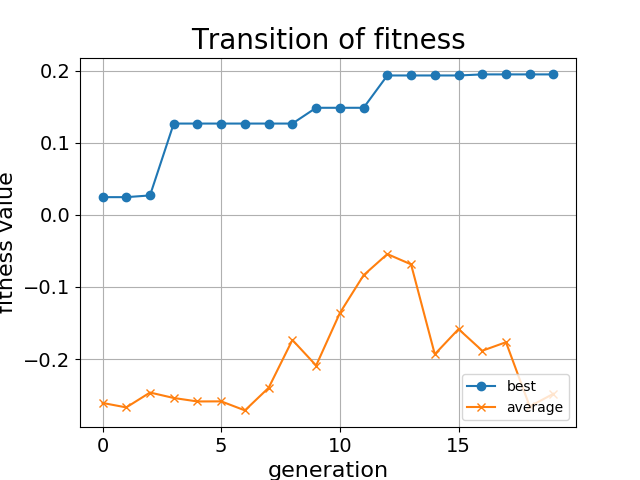 Transition of fitness
fitness value
0.2
0.1
0.0
−0.1
−0.2
0
5
10
15
generation
best
average